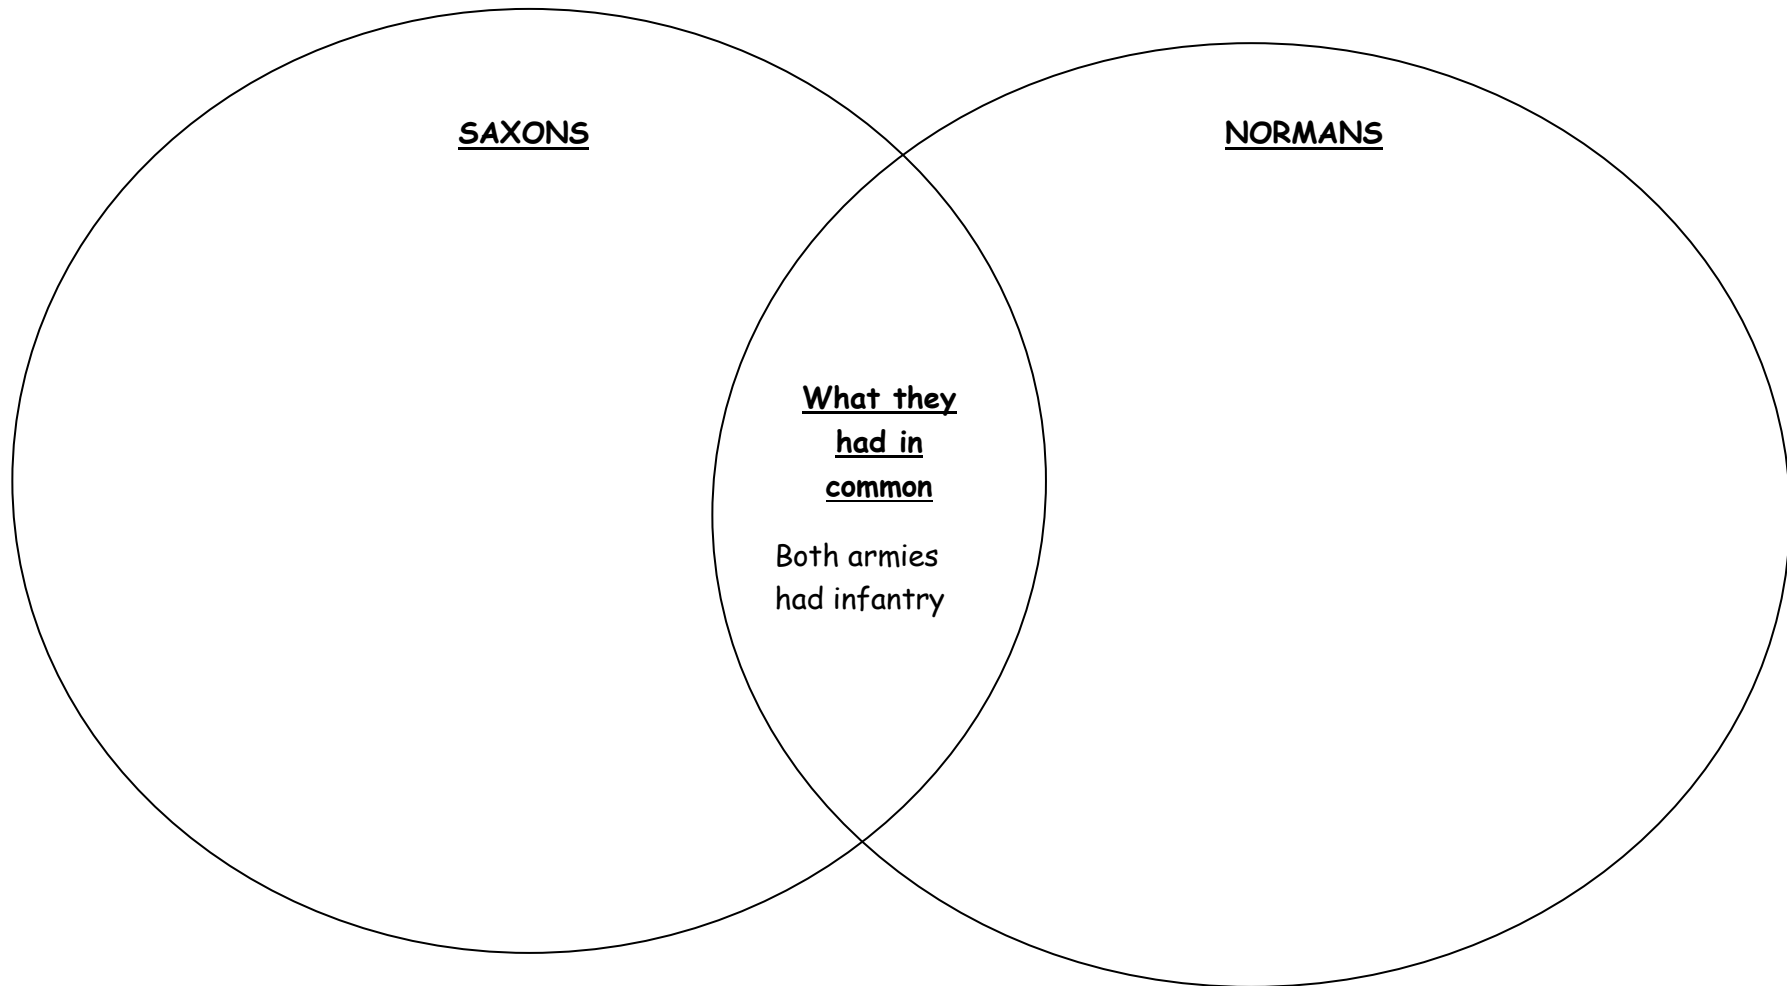 SAXONS
NORMANS
What they
had in
common
Both armies
had infantry